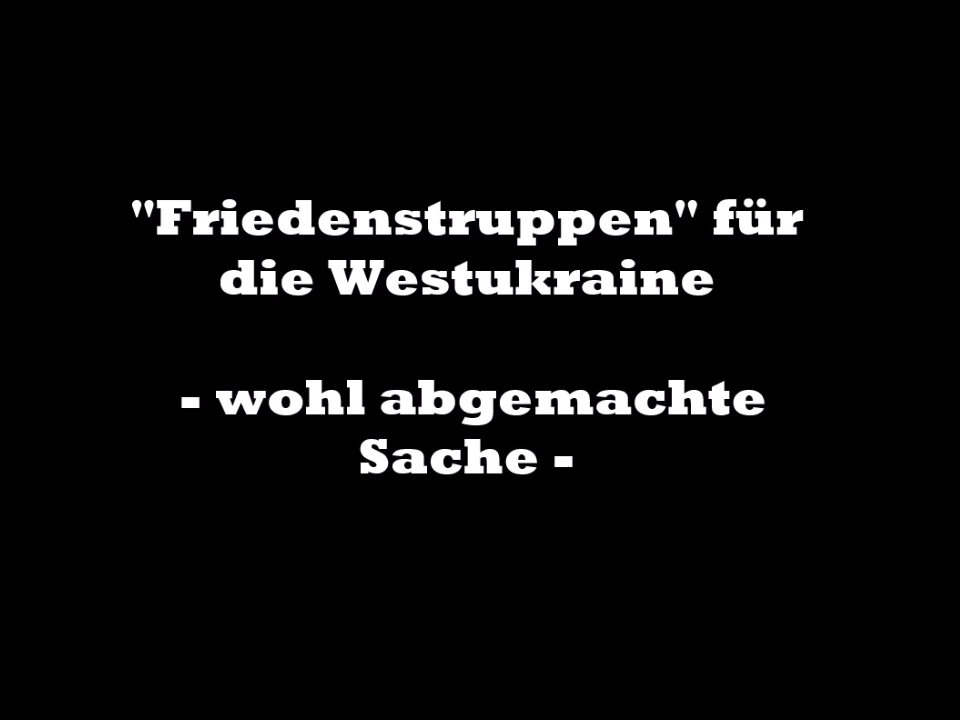 "Friedenstruppen" für
die Westukraine
- wohl abgemachte
Sache -